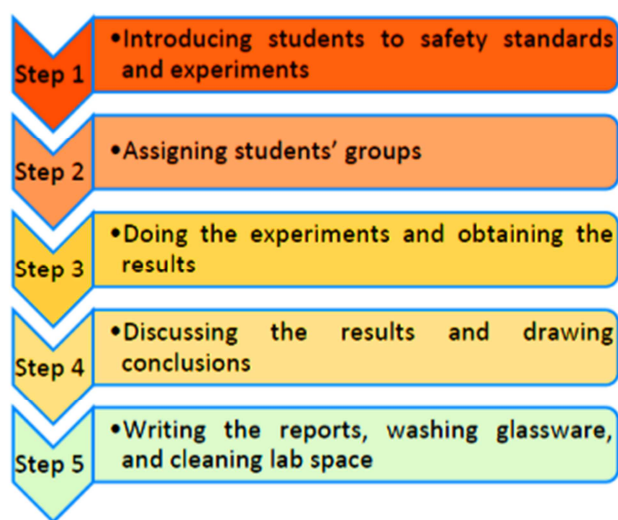 Step 1
•Introducing students to safety standards
and experiments
Step 2
•Assigning students’ groups
Step 3
•Doing the experiments and obtaining the
results
Step 4
•Discussing the results and drawing
conclusions
Step 5
•Writing the reports, washing glassware,
and cleaning lab space